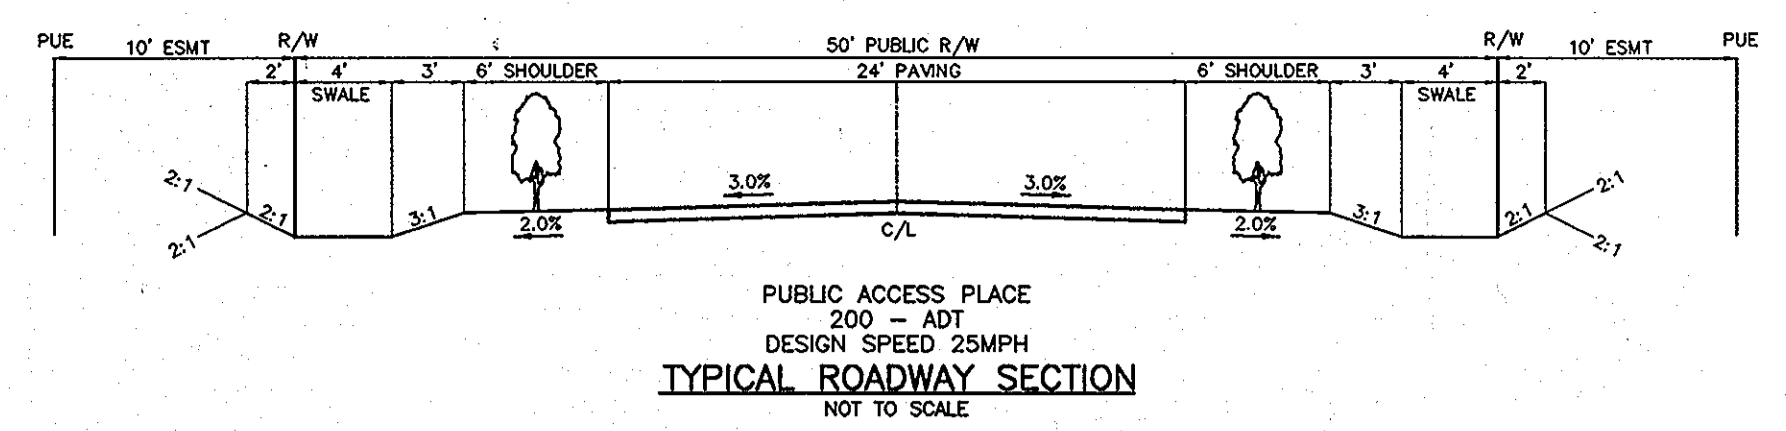 PUE 10' ESMT R/W 50' PUBLIC R/W R/W 10' ESMT PUE
2' 4' 3' 6' SHOULDER 24' PAVING 6' SHOULDER 3' 4' 2'
SWALE SWALE
3.0% 3.0%
2:1 2:1
2:1 3:1 3:1 2:1
2.0% C/L 2.0%
2:1 2:1
PUBLIC ACCESS PLACE
200 - ADT
DESIGN SPEED 25MPH
TYPICAL ROADWAY SECTION
NOT TO SCALE